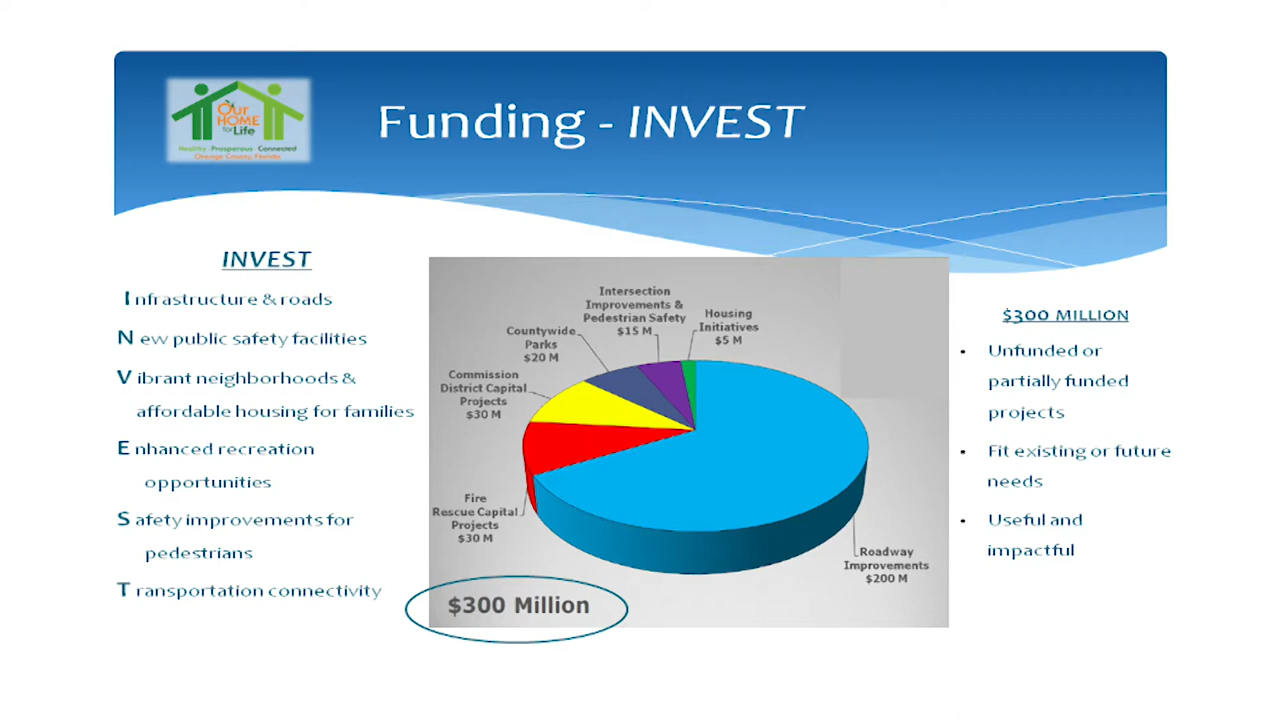 Our
HOME
for Life
Healthy · Prosperous · Connected
Orange County, Florida
Funding - INVEST
INVEST
Infrastructure & roads
New public safety facilities
Vibrant neighborhoods &
affordable housing for families
Enhanced recreation
opportunities
Safety improvements for
pedestrians
Transportation connectivity
Intersection
Improvements &
Pedestrian Safety
$15 M
Housing
Initiatives
$5 M
Countywide
Parks
$20 M
Commission
District Capital
Projects
$30 M
Fire
Rescue Capital
Projects
$30 M
Roadway
Improvements
$200 M
$300 Million
$300 MILLION
• Unfunded or
partially funded
projects
• Fit existing or future
needs
• Useful and
impactful